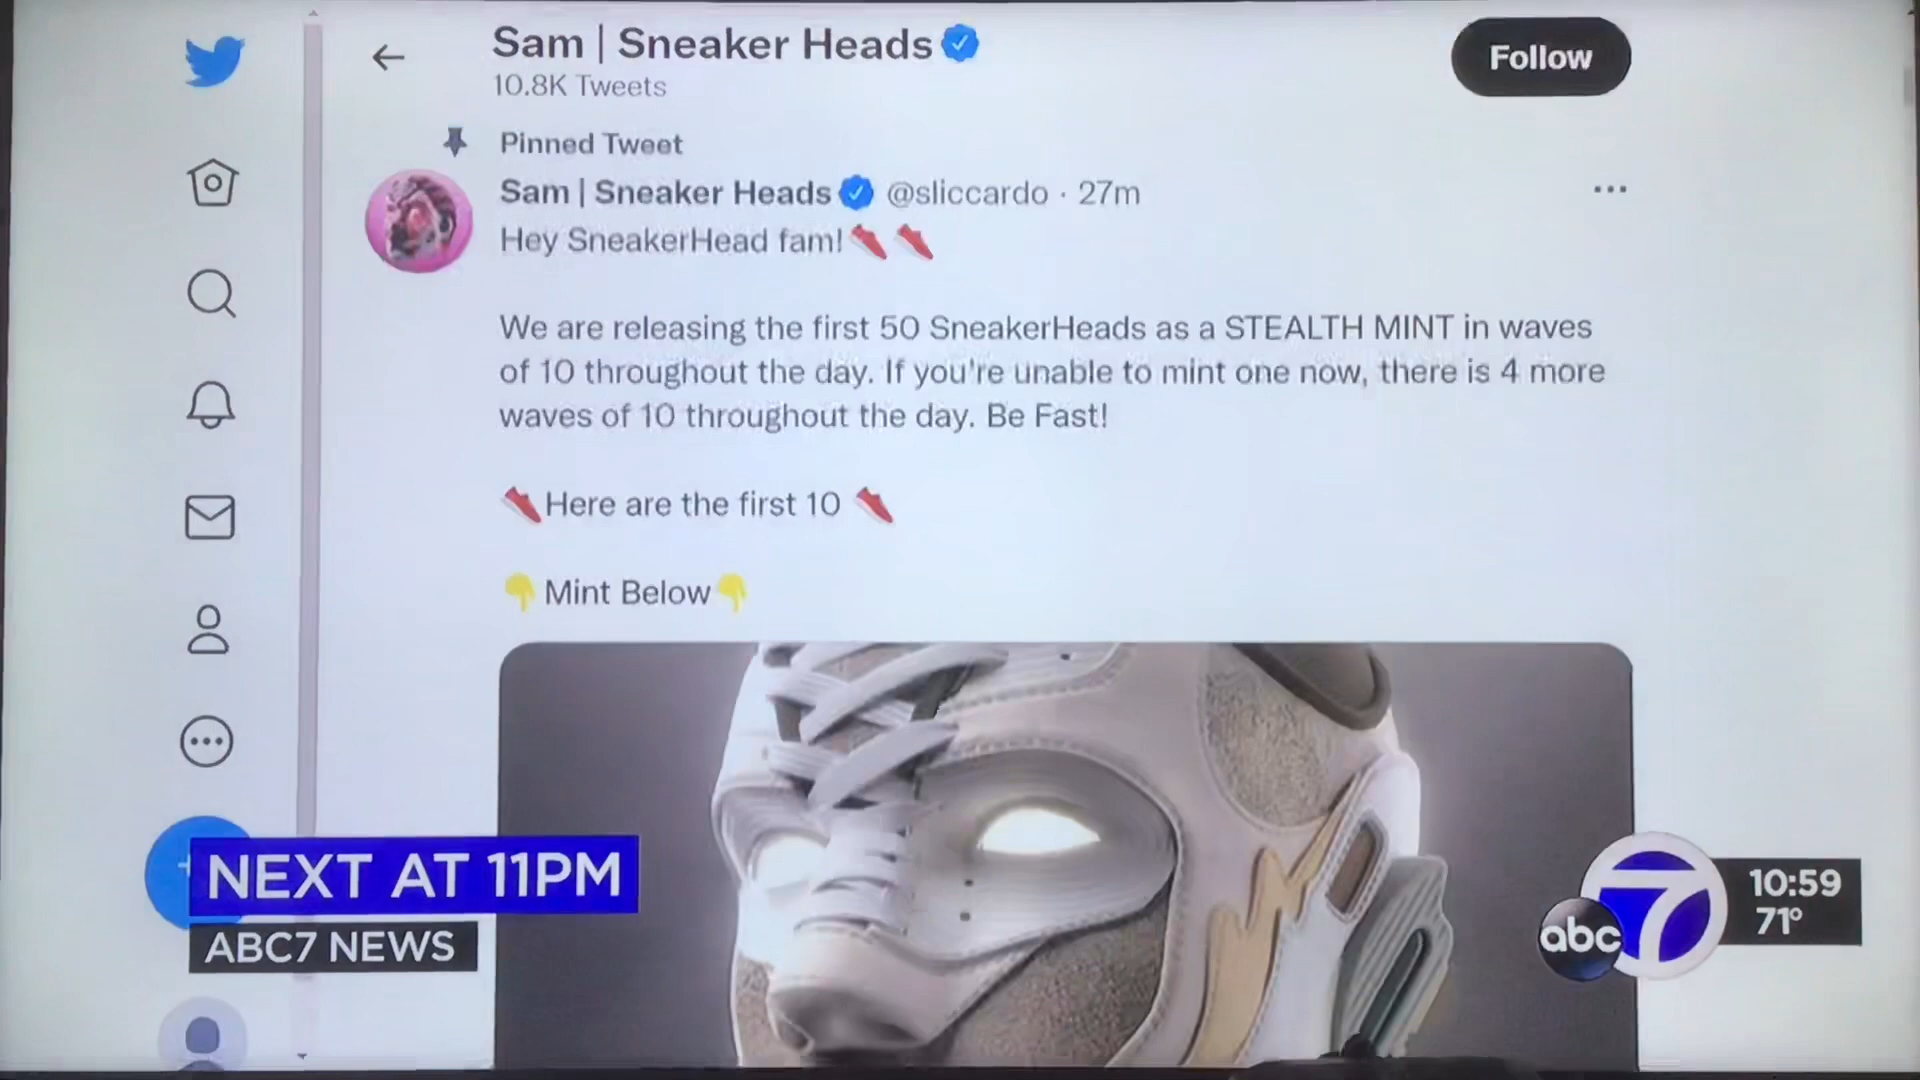 Sam | Sneaker Heads
10.8K Tweets
Follow
Pinned Tweet
Sam | Sneaker Heads @sliccardo · 27m
Hey SneakerHead fam!
We are releasing the first 50 SneakerHeads as a STEALTH MINT in waves
of 10 throughout the day. If you're unable to mint one now, there is 4 more
waves of 10 throughout the day. Be Fast!
Here are the first 10
Mint Below
NEXT AT 11PM
ABC7 NEWS
abc 7
10:59
71°